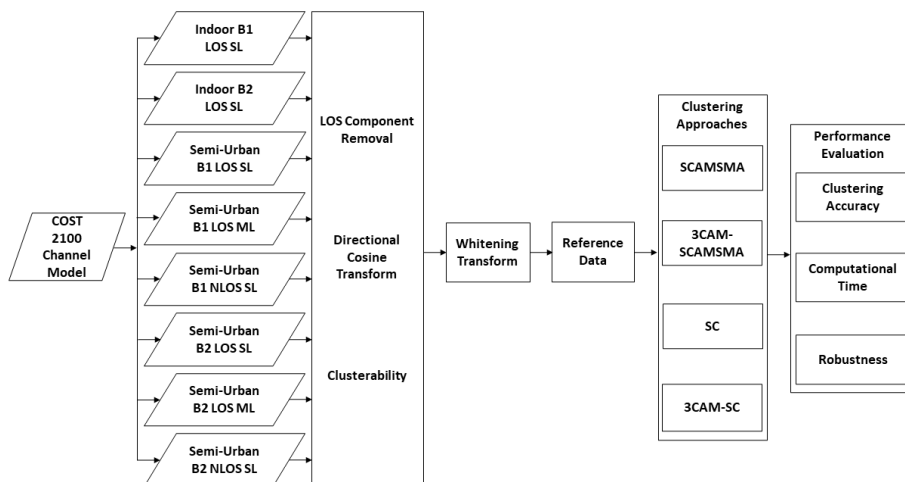 COST
2100
Channel
Model
Indoor B1
LOS SL
Indoor B2
LOS SL
Semi-Urban
B1 LOS SL
Semi-Urban
B1 LOS ML
Semi-Urban
B1 NLOS SL
Semi-Urban
B2 LOS SL
Semi-Urban
B2 LOS ML
Semi-Urban
B2 NLOS SL
LOS Component
Removal
Directional
Cosine
Transform
Clusterability
Whitening
Transform
Reference
Data
Clustering
Approaches
SCAMSMA
3CAM-
SCAMSMA
SC
3CAM-SC
Performance
Evaluation
Clustering
Accuracy
Computational
Time
Robustness